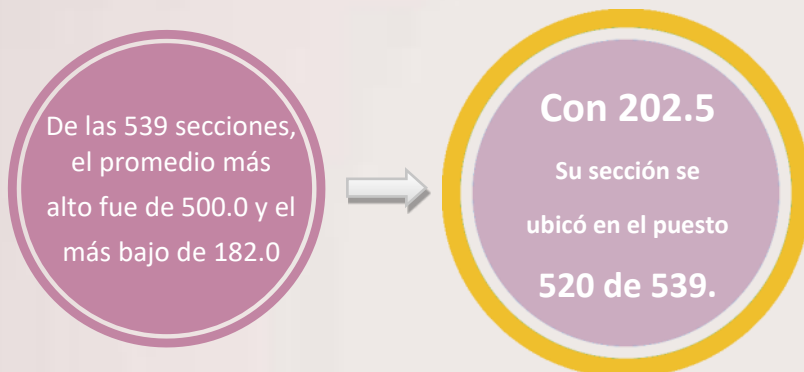 De las 539 secciones,
el promedio más
alto fue de 500.0 y el
más bajo de 182.0
Con 202.5
Su sección se
ubicó en el puesto
520 de 539.